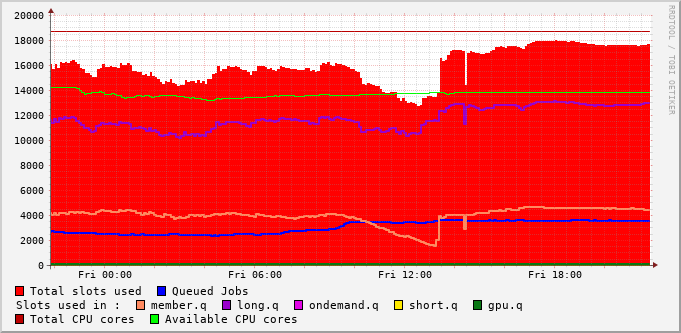 20000
18000
16000
14000
12000
10000
8000
6000
4000
2000
0
Fri 00:00 Fri 06:00 Fri 12:00 Fri 18:00
Total slots used Queued Jobs
Slots used in : member.q long.q ondemand.q short.q gpu.q
Total CPU cores Available CPU cores
RRDTOOL / TOBI OETIKER